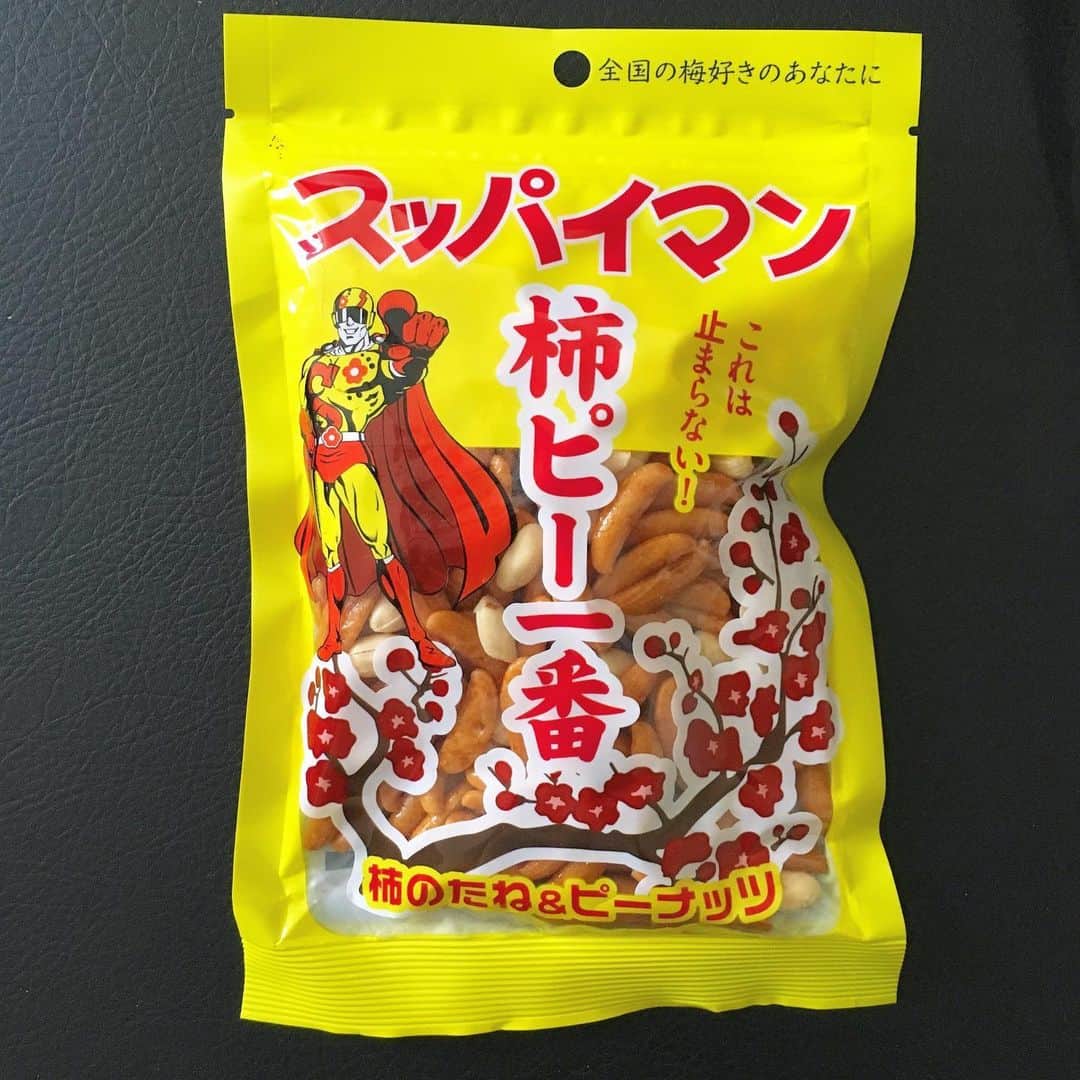 全国の梅好きのあなたに
スッパイマン
柿ピー一番
これは
止まらない!
柿のたね&ピーナッツ